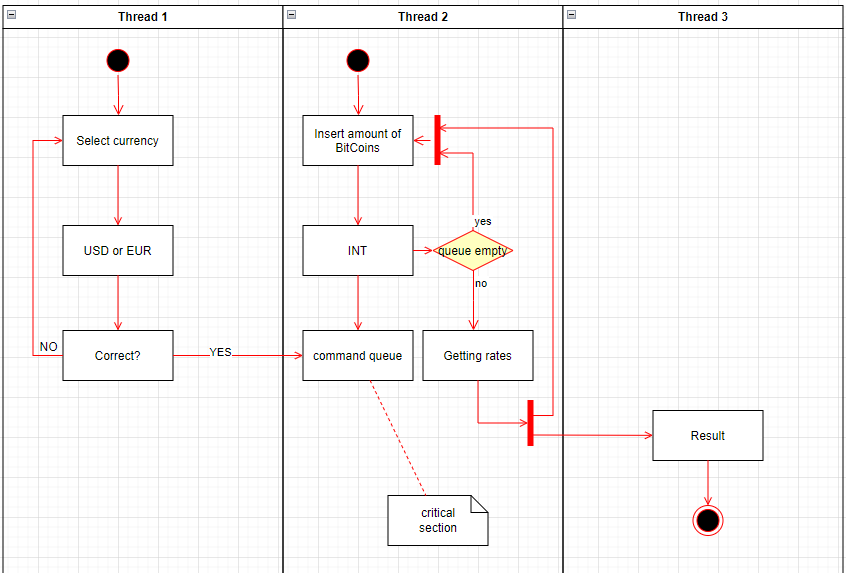 Thread 1
Thread 2
Thread 3
Select currency
Insert amount of
BitCoins
yes
USD or EUR
INT
queue empty
no
NO
Correct?
YES
command queue
Getting rates
Result
critical
section